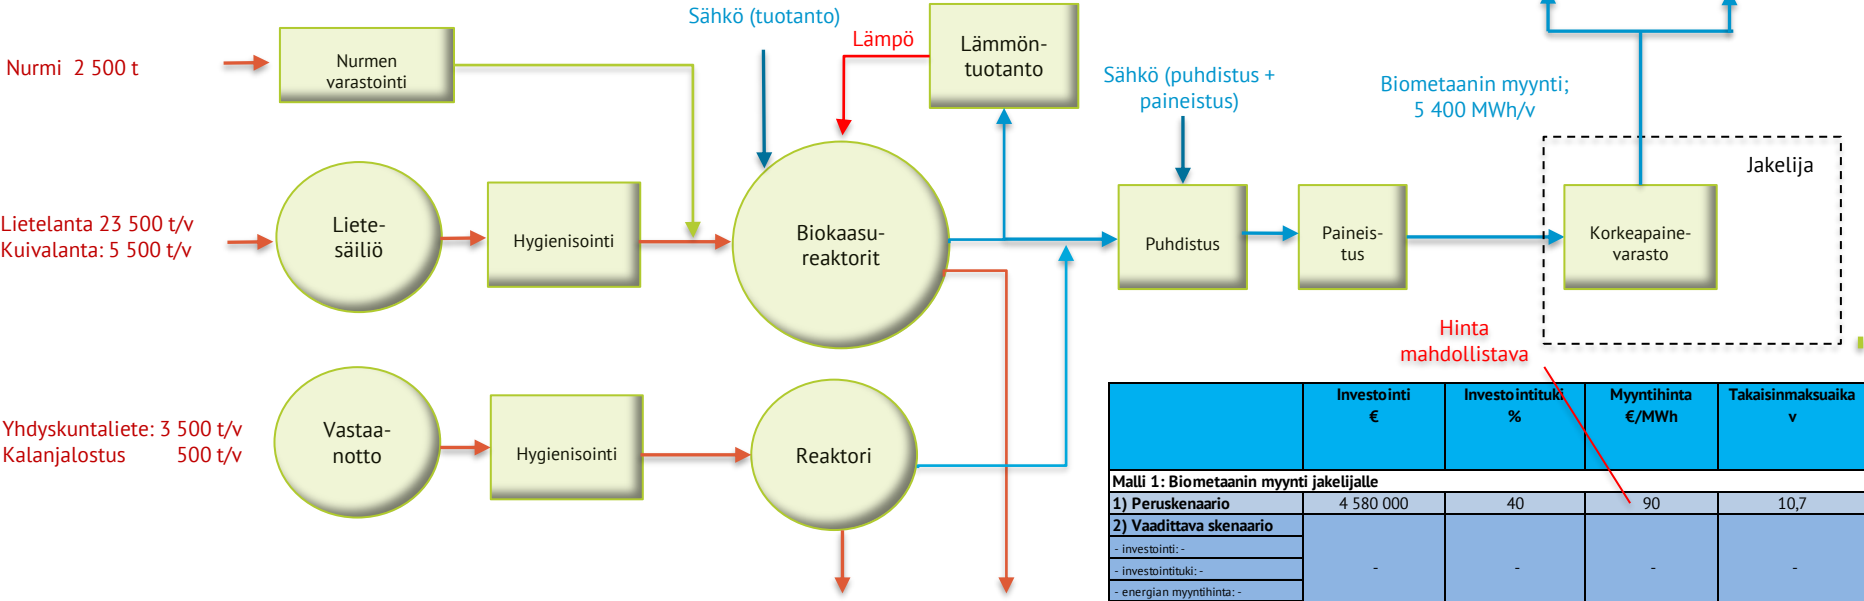 Sähkö (tuotanto)
Lämpö
Lämmön-
tuotanto
Nurmi 2 500 t
Nurmen
varastointi
Sähkö (puhdistus +
paineistus)
Biometaanin myynti;
5 400 MWh/v
Jakelija
Lietelanta 23 500 t/v
Kuivalanta: 5 500 t/v
Liete-
säiliö
Hygienisointi
Biokaasu-
reaktorit
Puhdistus
Paineis-
tus
Korkeapaine-
varasto
Hinta
mahdollistava
Yhdyskuntaliete: 3 500 t/v
Kalanjalostus 500 t/v
Vastaa-
notto
Hygienisointi
Reaktori
Investointi Investointituki Myyntihinta Takaisinmaksuaika
€ % €/MWh v
Malli 1: Biometaanin myynti jakelijalle
1) Peruskenaario 4 580 000 40 90 10,7
2) Vaadittava skenaario
- investointi: -
- investointituki: - - - - -
- energian myyntihinta: -